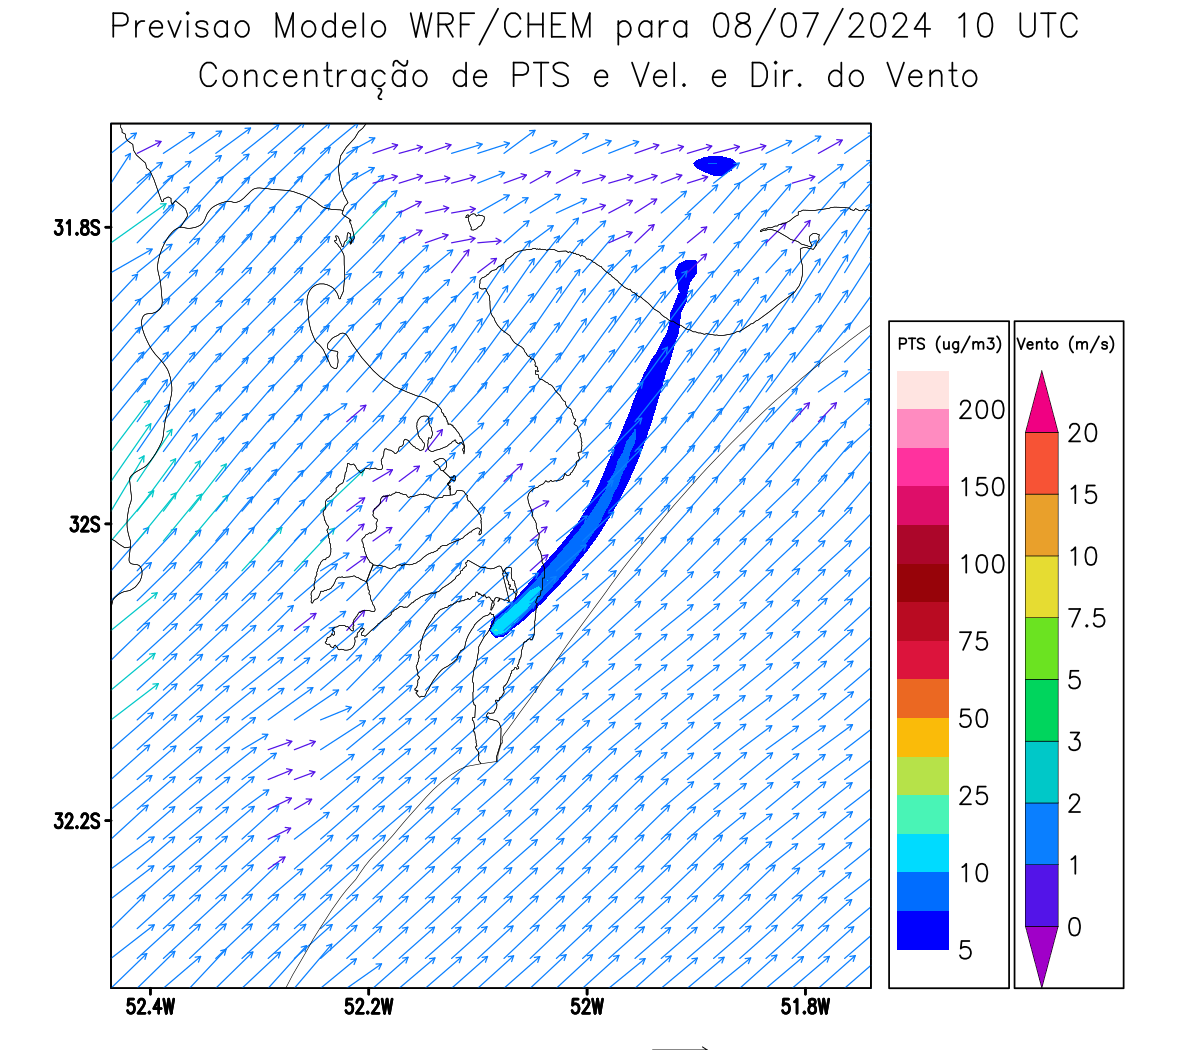 Previsao Modelo WRF/CHEM para 08/07/2024 10 UTC
Concentração de PTS e Vel. e Dir. do Vento
31.8S
32S
32.2S
52.4W
52.2W
52W
51.8W
PTS (ug/m3)
200
150
100
75
50
25
10
5
Vento (m/s)
20
15
10
7.5
5
3
2
1
0